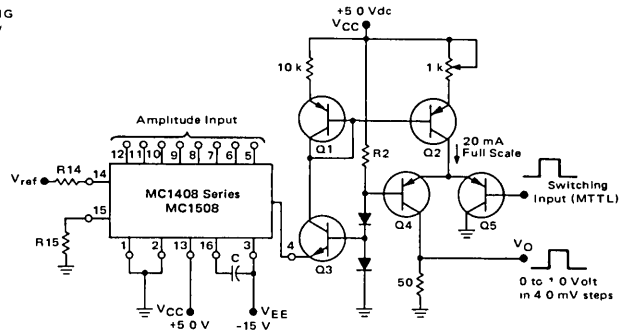 NG
+5 0 Vdc
VCC
10 k
1 k
Amplitude Input
12 11 10 9 8 7 6 5
Q1
Q2
R2
20 mA
Full Scale
Vref
R14
14
MC1408 Series
MC1508
Switching
Input (MTTL)
15
Q4
Q5
R15
1 2 13 16 3
4
Q3
C
VO
50
0 to 1 0 Volt
in 4 0 mV steps
VCC
+5 0 V
VEE
-15 V